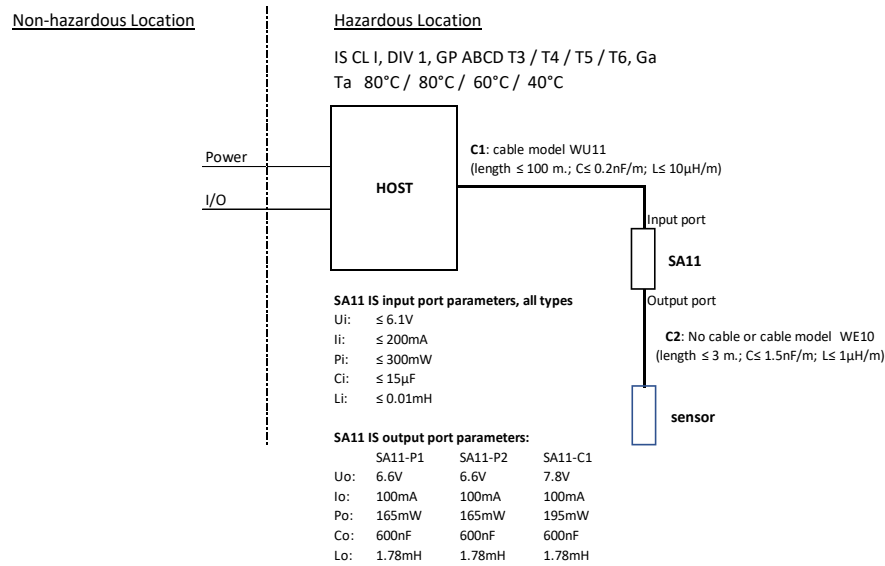 Non-hazardous Location
Hazardous Location
IS CL I, DIV 1, GP ABCD T3 / T4 / T5 / T6, Ga
Ta 80°C / 80°C / 60°C / 40°C
Power
I/O
HOST
C1: cable model WU11
(length ≤ 100 m.; C≤ 0.2nF/m; L≤ 10µH/m)
Input port
SA11
Output port
C2: No cable or cable model WE10
(length ≤ 3 m.; C≤ 1.5nF/m; L≤ 1µH/m)
sensor
SA11 IS input port parameters, all types
Ui: ≤ 6.1V
Ii: ≤ 200mA
Pi: ≤ 300mW
Ci: ≤ 15µF
Li: ≤ 0.01mH
SA11 IS output port parameters:
SA11-P1 SA11-P2 SA11-C1
Uo: 6.6V 6.6V 7.8V
Io: 100mA 100mA 100mA
Po: 165mW 165mW 195mW
Co: 600nF 600nF 600nF
Lo: 1.78mH 1.78mH 1.78mH